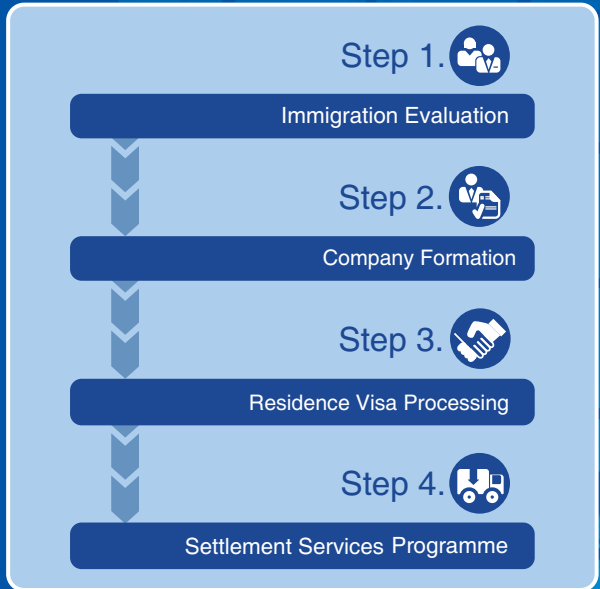 Step 1.
Immigration Evaluation
Step 2.
Company Formation
Step 3.
Residence Visa Processing
Step 4.
Settlement Services Programme